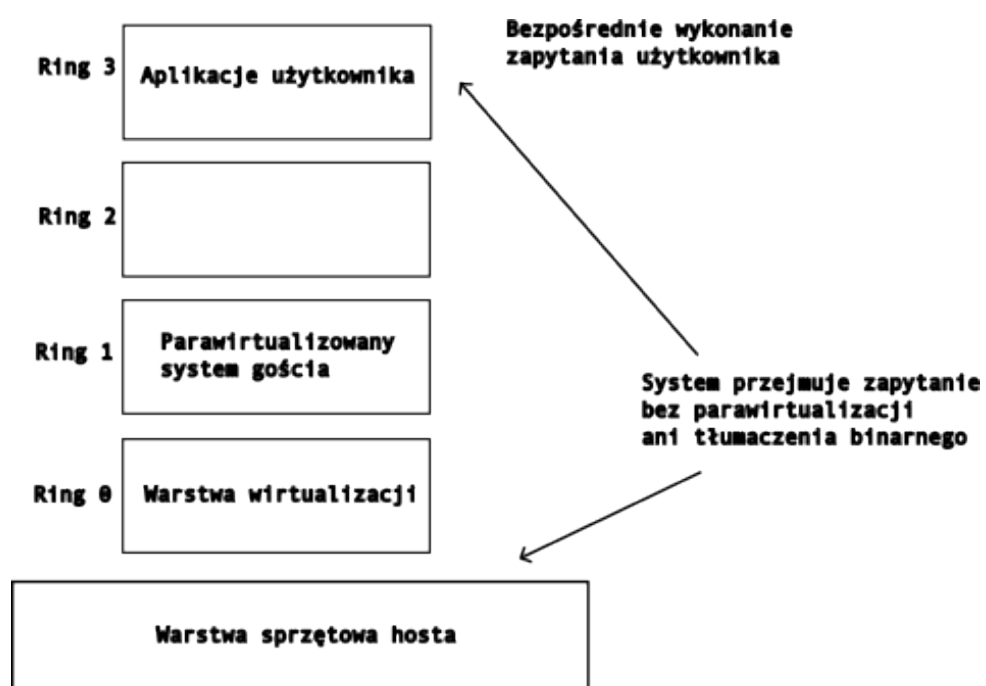 Bezpośrednie wykonanie
zapytania użytkownika
Ring 3
Aplikacje użytkownika
Ring 2
Ring 1
Parawirtualizowany
system gościa
System przejmuje zapytanie
bez parawirtualizacji
ani tłumaczenia binarnego
Ring 0
Warstwa wirtualizacji
Warstwa sprzętowa hosta